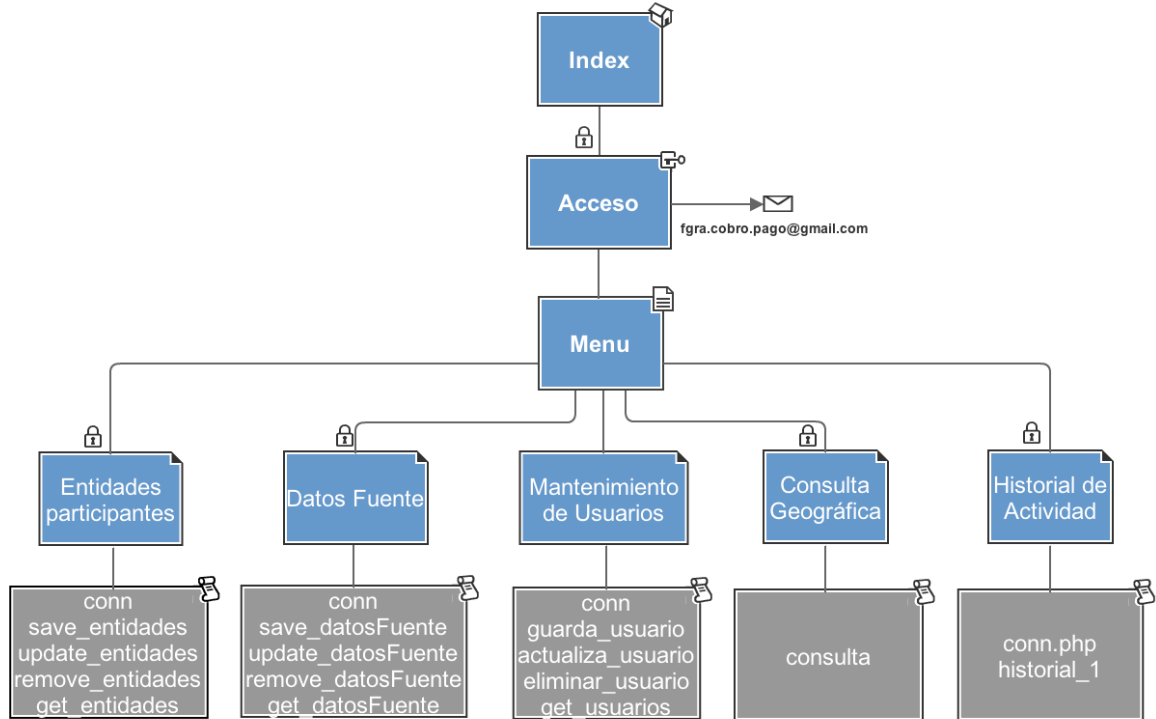 Index
Acceso
fgra.cobro.pago@gmail.com
Menu
Entidades
participantes
Datos Fuente
Mantenimiento
de Usuarios
Consulta
Geográfica
Historial de
Actividad
conn
save_entidades
update_entidades
remove_entidades
get_entidades
conn
save_datosFuente
update_datosFuente
remove_datosFuente
get_datosFuente
conn
guarda_usuario
actualiza_usuario
eliminar_usuario
get_usuarios
consulta
conn.php
historial_1